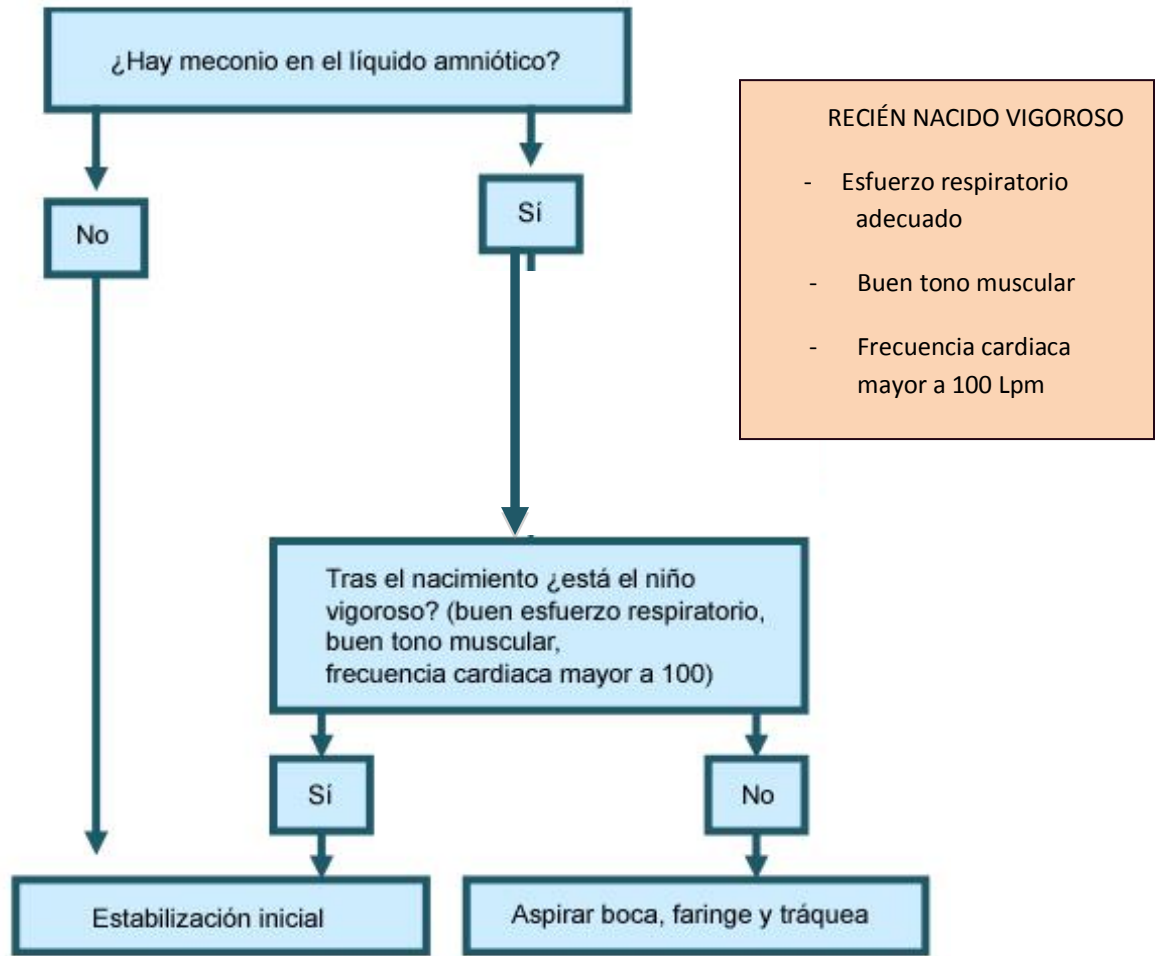 ¿Hay meconio en el líquido amniótico?
RECIÉN NACIDO VIGOROSO
- Esfuerzo respiratorio
adecuado
- Buen tono muscular
- Frecuencia cardiaca
mayor a 100 Lpm
No
Sí
Tras el nacimiento ¿está el niño
vigoroso? (buen esfuerzo respiratorio,
buen tono muscular,
frecuencia cardiaca mayor a 100)
Sí
No
Estabilización inicial
Aspirar boca, faringe y tráquea